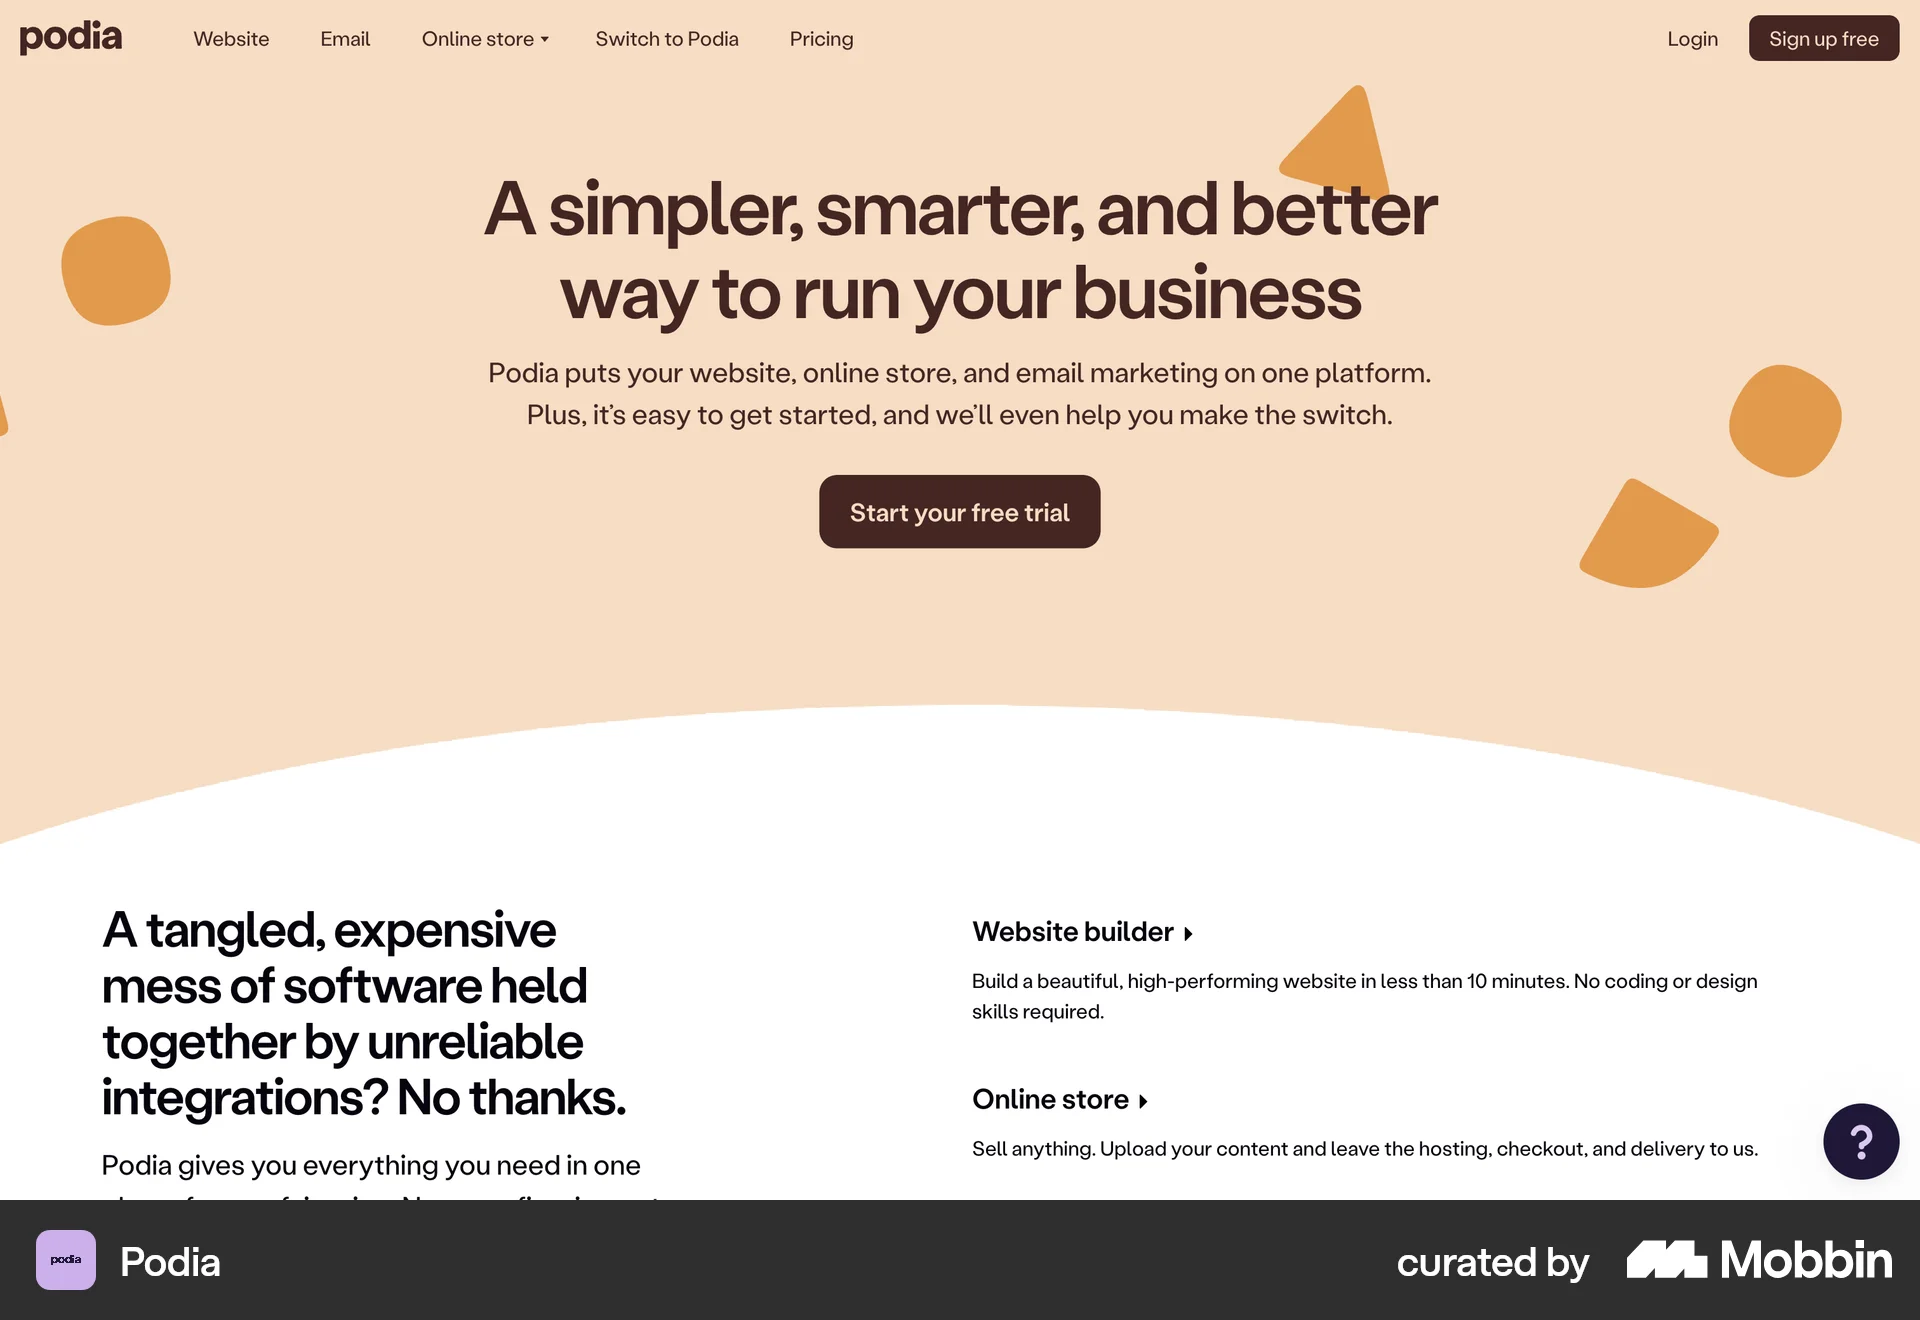 podia
Website
Email
Online store
Switch to Podia
Pricing
Login
Sign up free
A simpler, smarter, and better
way to run your business
Podia puts your website, online store, and email marketing on one platform.
Plus, it’s easy to get started, and we’ll even help you make the switch.
Start your free trial
A tangled, expensive
mess of software held
together by unreliable
integrations? No thanks.
Podia gives you everything you need in one
Website builder
Build a beautiful, high-performing website in less than 10 minutes. No coding or design
skills required.
Online store
Sell anything. Upload your content and leave the hosting, checkout, and delivery to us.
?
podia
Podia
curated by
Mobbin